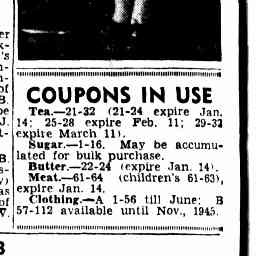 COUPONS IN USE
Tea.—21-32 (21-24 expire Jan.
14; 25-28 expire Feb. 11; 29-32
expire March 11).
Sugar.—1-16. May be accumu-
lated for bulk purchase.
Butter.—22-24 (expire Jan. 14).
Meat.—61-64 (children's 61-63),
expire Jan. 14.
Clothing.—A 1-56 till June; B
57-112 available until Nov., 1945.